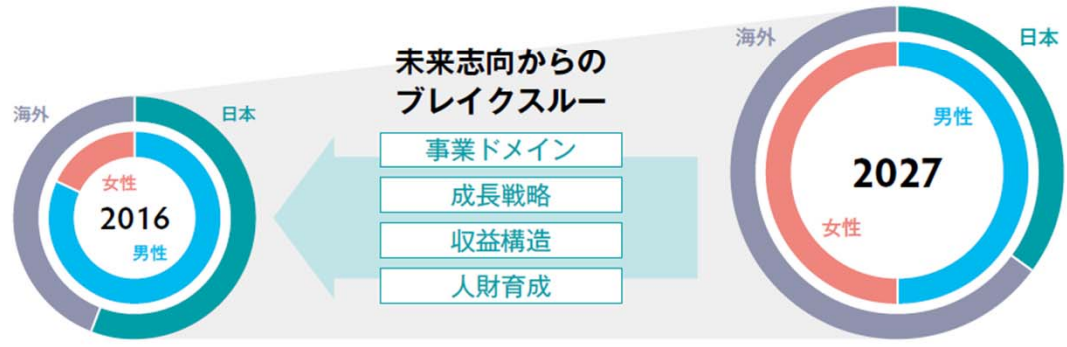 海外
日本
女性
2016
男性
未来志向からの
ブレイクスルー
事業ドメイン
成長戦略
収益構造
人財育成
海外
日本
男性
2027
女性